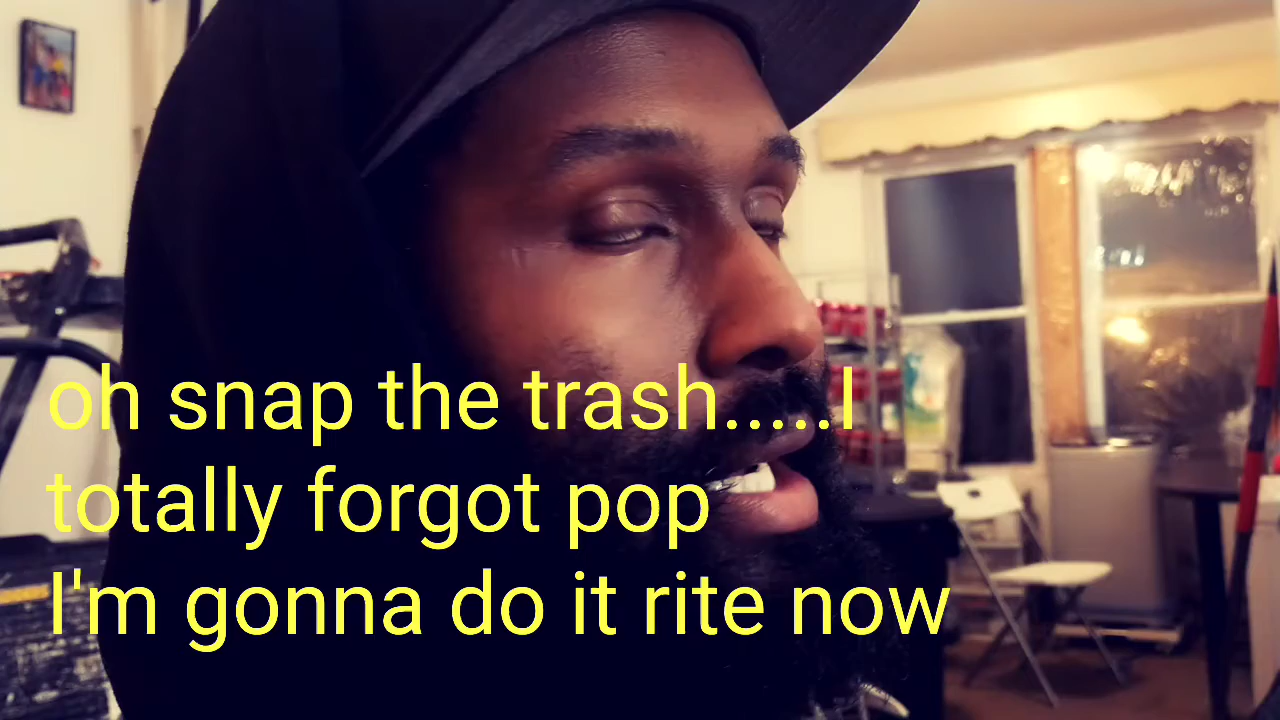 oh snap the trash.....I
totally forgot pop
I'm gonna do it rite now